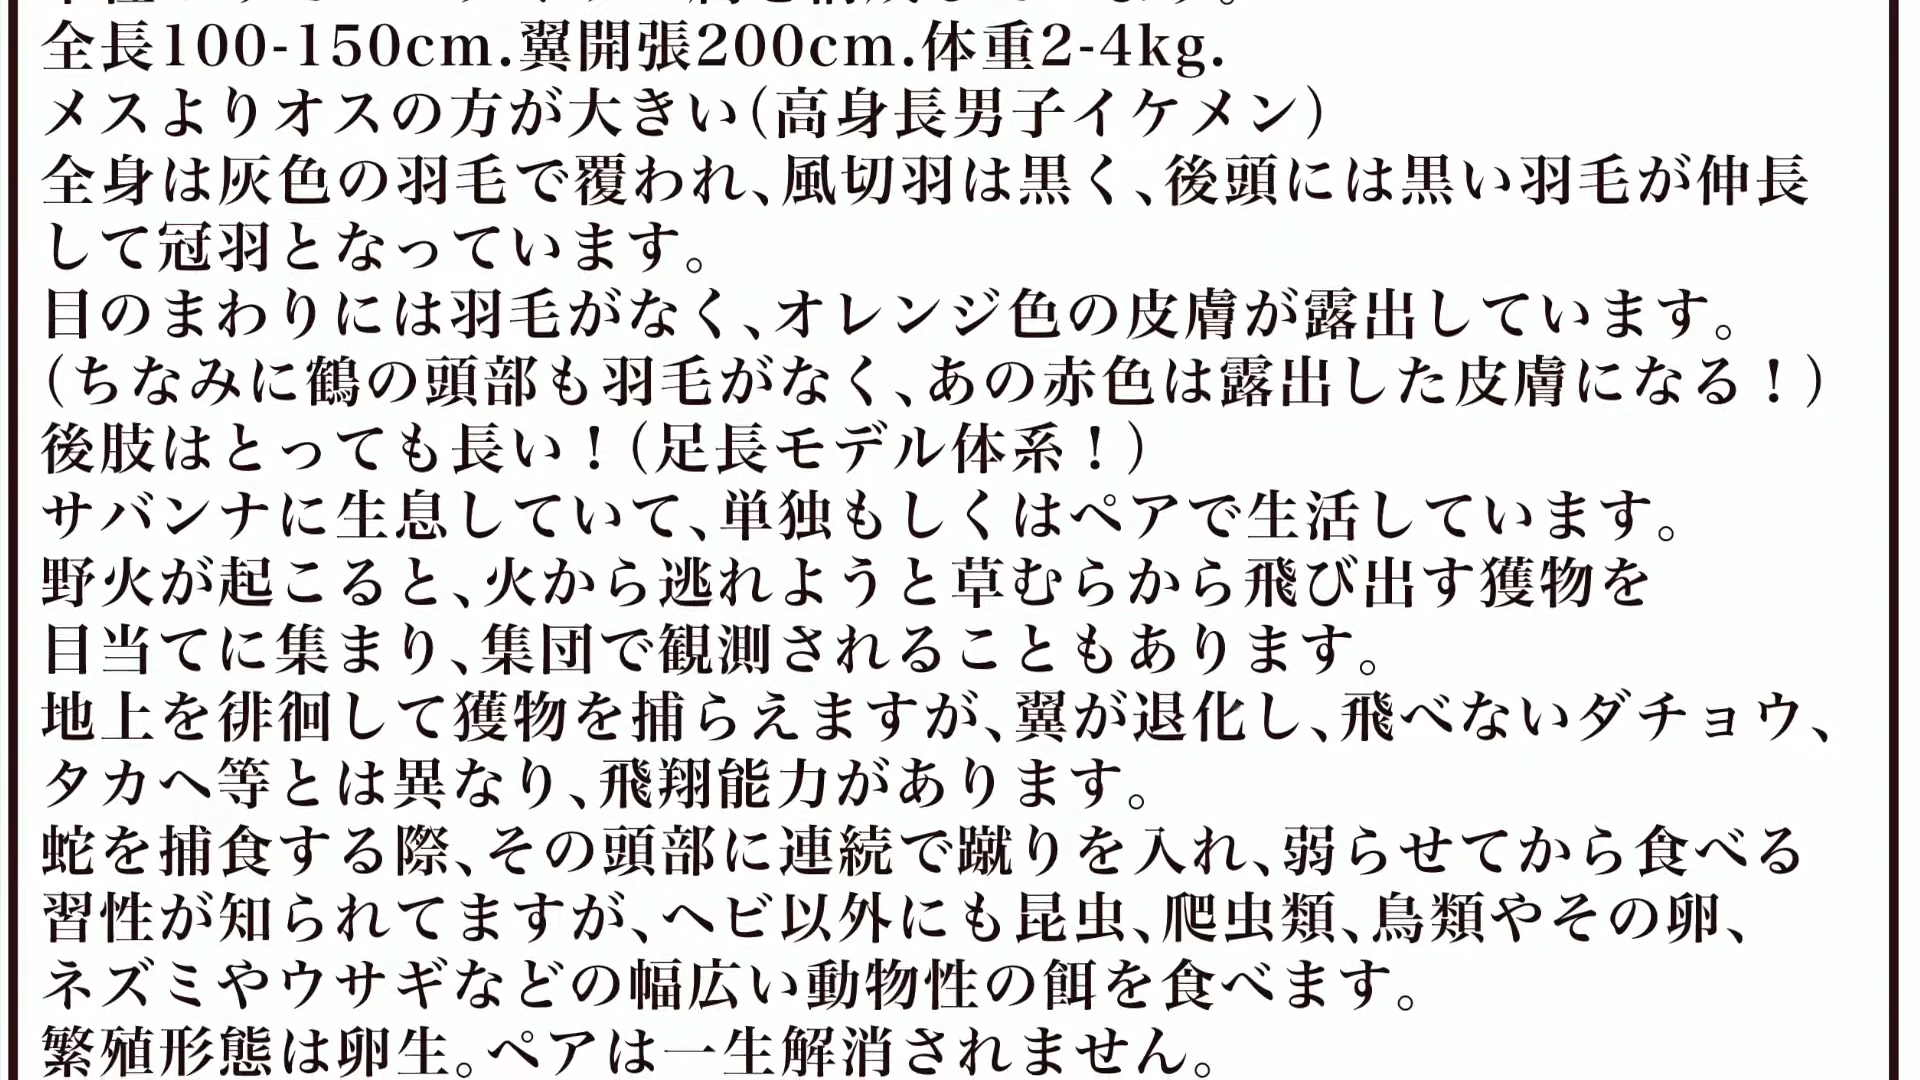 全長100-150cm.翼開張200cm.体重2-4kg.
メスよりオスの方が大きい(高身長男子イケメン)
全身は灰色の羽毛で覆われ、風切羽は黒く、後頭には黒い羽毛が伸長
して冠羽となっています。
目のまわりには羽毛がなく、オレンジ色の皮膚が露出しています。
(ちなみに鶴の頭部も羽毛がなく、あの赤色は露出した皮膚になる！)
後肢はとっても長い！(足長モデル体系！)
サバンナに生息していて、単独もしくはペアで生活しています。
野火が起こると、火から逃れようと草むらから飛び出す獲物を
目当てに集まり、集団で観測されることもあります。
地上を徘徊して獲物を捕らえますが、翼が退化し、飛べないダチョウ、
タカへ等とは異なり、飛翔能力があります。
蛇を捕食する際、その頭部に連続で蹴りを入れ、弱らせてから食べる
習性が知られてますが、ヘビ以外にも昆虫、爬虫類、鳥類やその卵、
ネズミやウサギなどの幅広い動物性の餌を食べます。
繁殖形態は卵生。ペアは一生解消されません。